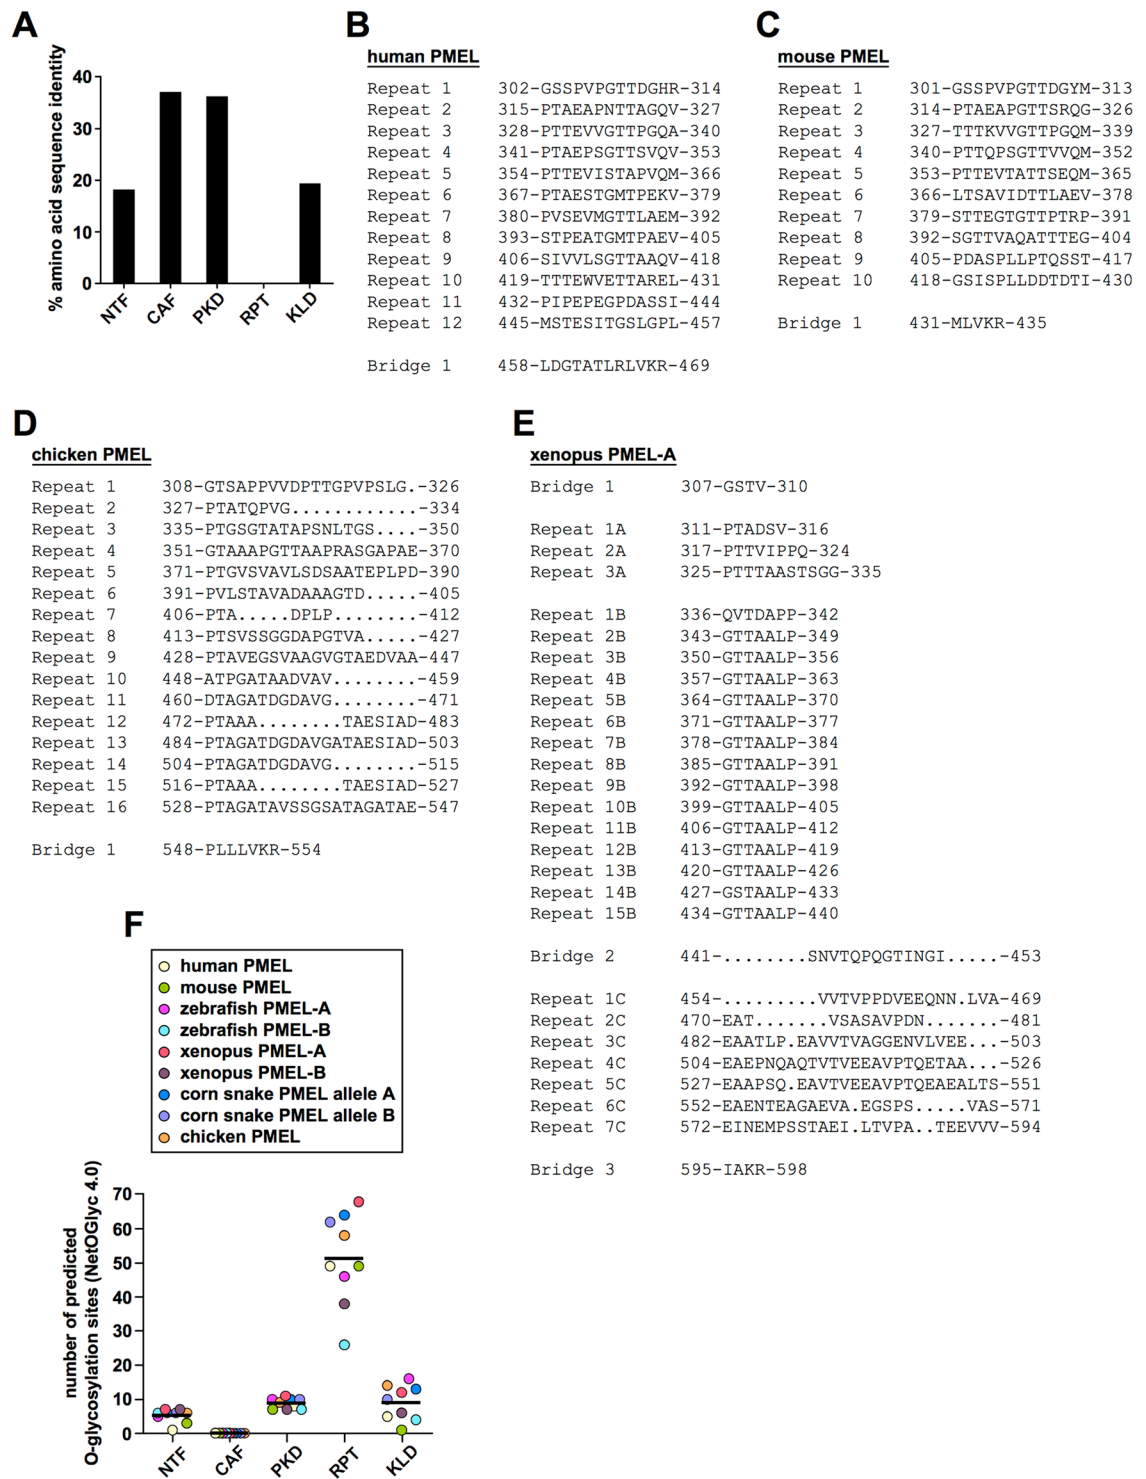 A
% amino acid sequence identity
40
30
20
10
0
NTF
CAF
PKD
RPT
KLD
B
human PMEL
Repeat 1 302-GSSPVPGTTDGHR-314
Repeat 2 315-PTAEAPNTTAGQV-327
Repeat 3 328-PTTEVVGTTPGQA-340
Repeat 4 341-PTAEPSGTTSVQV-353
Repeat 5 354-PTTEVISTAPVQM-366
Repeat 6 367-PTAESTGMTPEKV-379
Repeat 7 380-PVSEVMGTTLAEM-392
Repeat 8 393-STPEATGMTPAEV-405
Repeat 9 406-SIVVLSGTTAAQV-418
Repeat 10 419-TTTEWVETTAREL-431
Repeat 11 432-PIPEPEGPDASSI-444
Repeat 12 445-MSTESITGSLGPL-457
Bridge 1 458-LDGTATLRLVKR-469
C
mouse PMEL
Repeat 1 301-GSSPVPGTTDGYM-313
Repeat 2 314-PTAEAPGTTSRQG-326
Repeat 3 327-TTTKVVGTTPGQM-339
Repeat 4 340-PTTQPSGTTVVQM-352
Repeat 5 353-PTTEVTATTSEQM-365
Repeat 6 366-LTSAVIDTTLAEV-378
Repeat 7 379-STTEGTGTTPTRP-391
Repeat 8 392-SGTTVAQATTTEG-404
Repeat 9 405-PDASPLLPTQSST-417
Repeat 10 418-GSISPLLDDTDTI-430
Bridge 1 431-MLVKR-435
D
chicken PMEL
Repeat 1 308-GTSAPPVVDPTTGPVPSLG.-326
Repeat 2 327-PTATQPVG............-334
Repeat 3 335-PTGSGTATAPSNLTGS....-350
Repeat 4 351-GTAAAPGTTAAPRASGAPAE-370
Repeat 5 371-PTGVSVAVLSDSAATEPLPD-390
Repeat 6 391-PVLSTAVADAAAGTD.....-405
Repeat 7 406-PTA.....DPLP........-412
Repeat 8 413-PTSVSSGGDAPGTVA.....-427
Repeat 9 428-PTAVEGSVAAGVGTAEDVAA-447
Repeat 10 448-ATPGATAADVAV........-459
Repeat 11 460-DTAGATDGDAVG........-471
Repeat 12 472-PTAAA........TAESIAD-483
Repeat 13 484-PTAGATDGDAVGATAESIAD-503
Repeat 14 504-PTAGATDGDAVG........-515
Repeat 15 516-PTAAA........TAESIAD-527
Repeat 16 528-PTAGATAVSSGSATAGATAE-547
Bridge 1 548-PLLLVKR-554
E
xenopus PMEL-A
Bridge 1 307-GSTV-310
Repeat 1A 311-PTADSV-316
Repeat 2A 317-PTTVIPPQ-324
Repeat 3A 325-PTTTAASTSGG-335
Repeat 1B 336-QVTDAPP-342
Repeat 2B 343-GTTAALP-349
Repeat 3B 350-GTTAALP-356
Repeat 4B 357-GTTAALP-363
Repeat 5B 364-GTTAALP-370
Repeat 6B 371-GTTAALP-377
Repeat 7B 378-GTTAALP-384
Repeat 8B 385-GTTAALP-391
Repeat 9B 392-GTTAALP-398
Repeat 10B 399-GTTAALP-405
Repeat 11B 406-GTTAALP-412
Repeat 12B 413-GTTAALP-419
Repeat 13B 420-GTTAALP-426
Repeat 14B 427-GSTAALP-433
Repeat 15B 434-GTTAALP-440
Bridge 2 441-........SNVTQPQGTINGI.....-453
Repeat 1C 454-.........VVTVPPDVEEQNN.LVA-469
Repeat 2C 470-EAT.......VSASAVPDN.......-481
Repeat 3C 482-EAATLP.EAVVTVAGGENVLVEE...-503
Repeat 4C 504-EAEPNQAQTVTVEEAVPTQETAA...-526
Repeat 5C 527-EAAPSQ.EAVTVEEAVPTQEAEALTS-551
Repeat 6C 552-EAENTEAGAEVA.EGSPS.....VAS-571
Repeat 7C 572-EINEMPSSTAEI.LTVPA..TEEVVV-594
Bridge 3 595-IAKR-598
F
human PMEL
mouse PMEL
zebrafish PMEL-A
zebrafish PMEL-B
xenopus PMEL-A
xenopus PMEL-B
corn snake PMEL allele A
corn snake PMEL allele B
chicken PMEL
number of predicted
O-glycosylation sites (NetOGlyc 4.0)
70
60
50
40
30
20
10
0
NTF
CAF
PKD
RPT
KLD